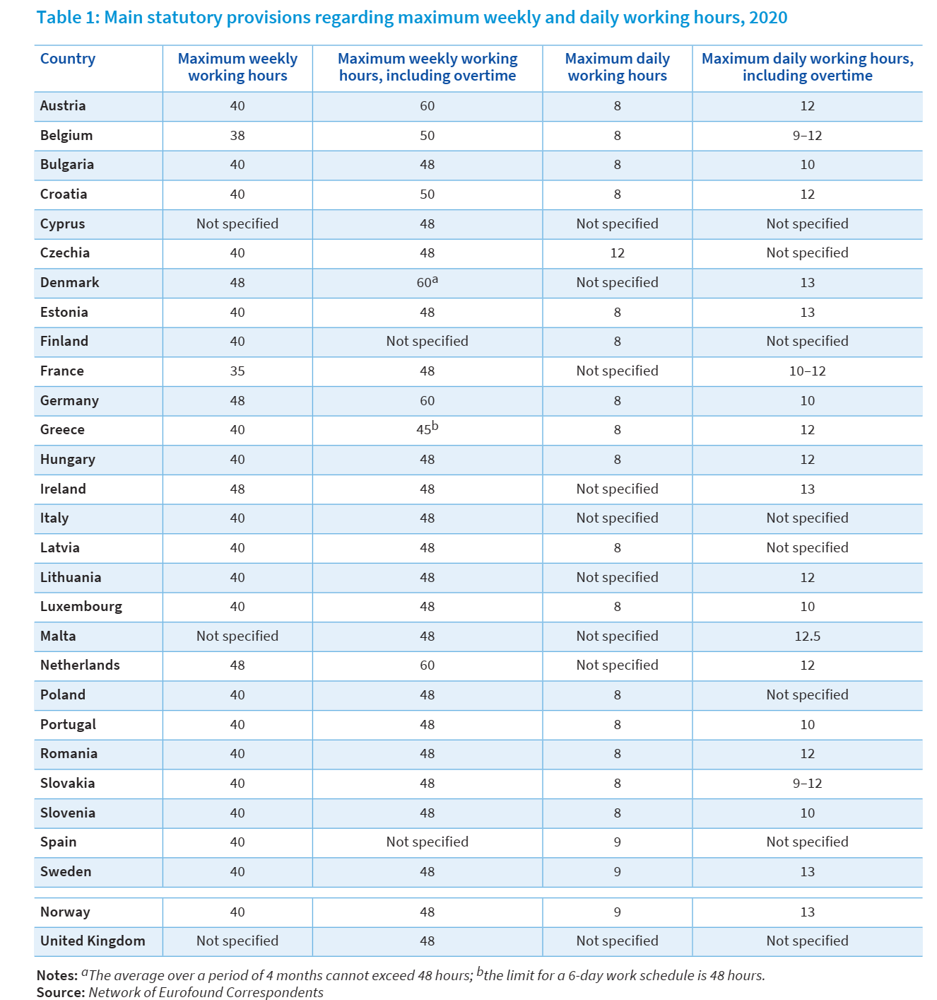 Table 1: Main statutory provisions regarding maximum weekly and daily working hours, 2020
Country | Maximum weekly working hours | Maximum weekly working hours, including overtime | Maximum daily working hours | Maximum daily working hours, including overtime
Austria | 40 | 60 | 8 | 12
Belgium | 38 | 50 | 8 | 9–12
Bulgaria | 40 | 48 | 8 | 10
Croatia | 40 | 50 | 8 | 12
Cyprus | Not specified | 48 | Not specified | Not specified
Czechia | 40 | 48 | 12 | Not specified
Denmark | 48 | 60a | Not specified | 13
Estonia | 40 | 48 | 8 | 13
Finland | 40 | Not specified | 8 | Not specified
France | 35 | 48 | Not specified | 10–12
Germany | 48 | 60 | 8 | 10
Greece | 40 | 45b | 8 | 12
Hungary | 40 | 48 | 8 | 12
Ireland | 48 | 48 | Not specified | 13
Italy | 40 | 48 | Not specified | Not specified
Latvia | 40 | 48 | 8 | Not specified
Lithuania | 40 | 48 | Not specified | 12
Luxembourg | 40 | 48 | 8 | 10
Malta | Not specified | 48 | Not specified | 12.5
Netherlands | 48 | 60 | Not specified | 12
Poland | 40 | 48 | 8 | Not specified
Portugal | 40 | 48 | 8 | 10
Romania | 40 | 48 | 8 | 12
Slovakia | 40 | 48 | 8 | 9–12
Slovenia | 40 | 48 | 8 | 10
Spain | 40 | Not specified | 9 | Not specified
Sweden | 40 | 48 | 9 | 13
Norway | 40 | 48 | 9 | 13
United Kingdom | Not specified | 48 | Not specified | Not specified
Notes: aThe average over a period of 4 months cannot exceed 48 hours; bthe limit for a 6-day work schedule is 48 hours.
Source: Network of Eurofound Correspondents